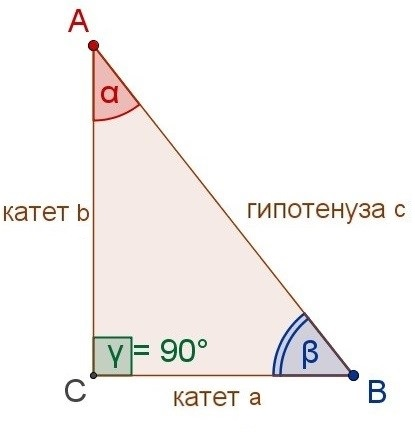 A
α
катет b
гипотенуза c
γ = 90°
β
C
B
катет a